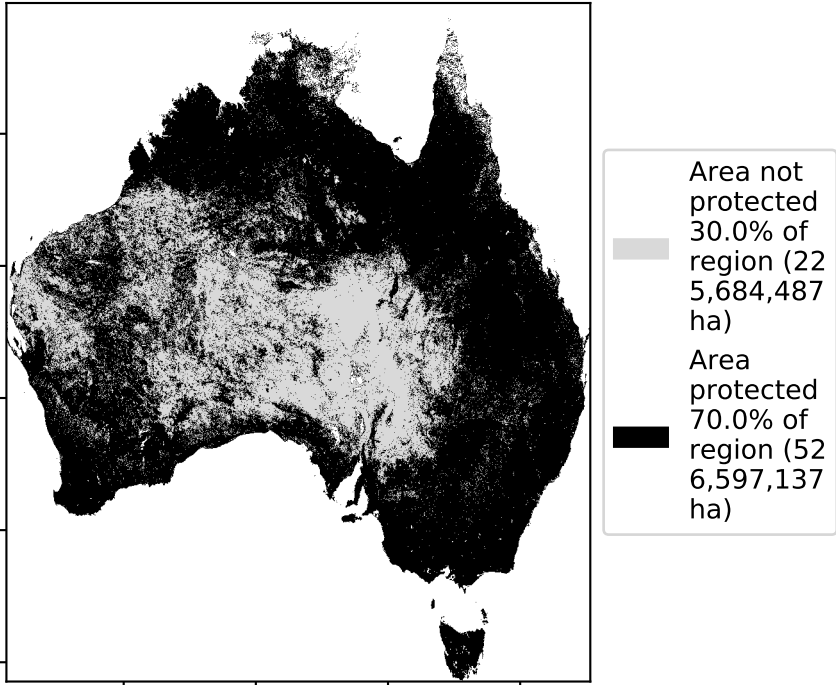 Area not
protected
30.0% of
region (22
5,684,487
ha)
Area
protected
70.0% of
region (52
6,597,137
ha)